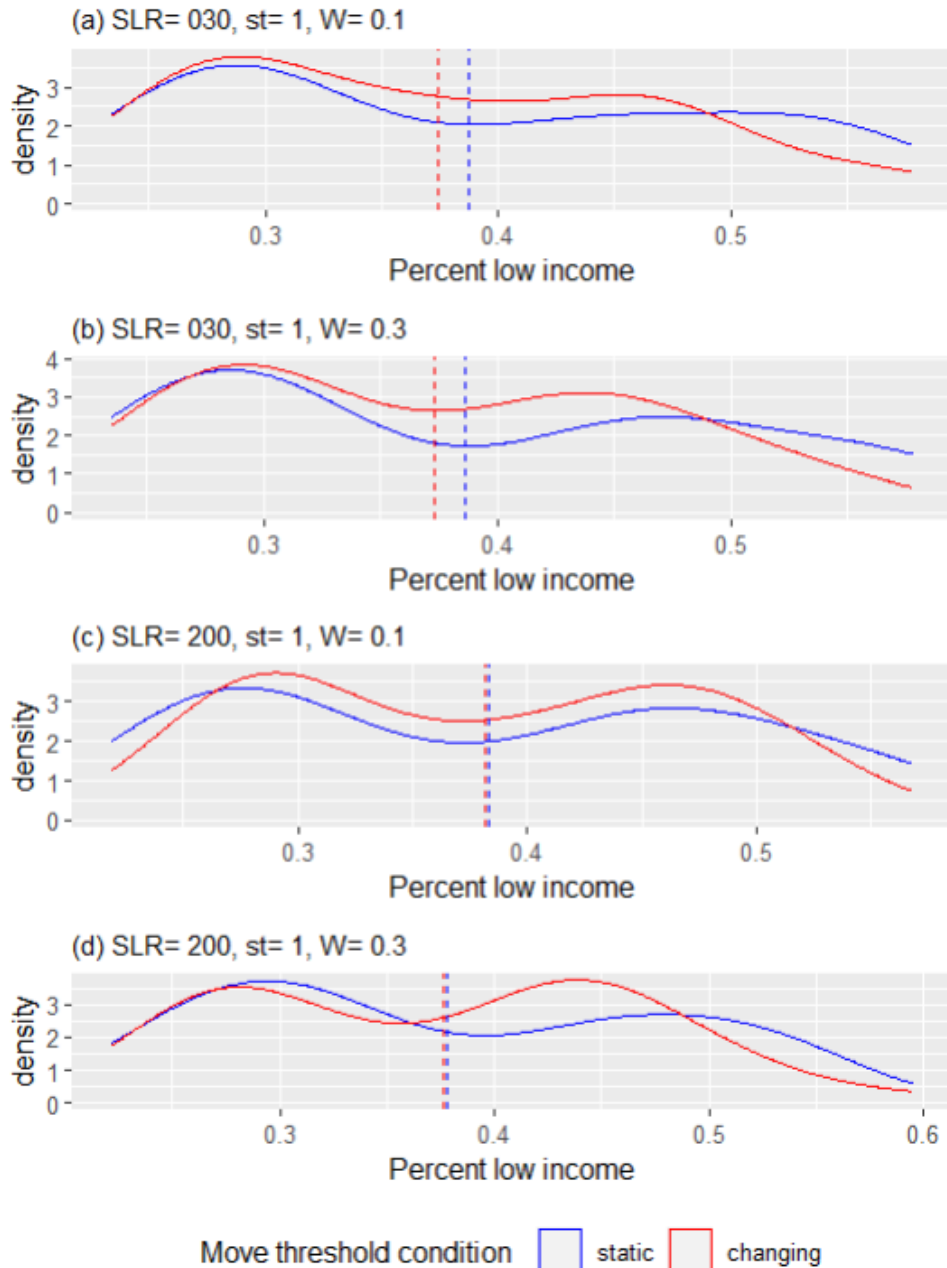 (a) SLR= 030, st= 1, W= 0.1
density
3
2
1
0
0.3 0.4 0.5
Percent low income
(b) SLR= 030, st= 1, W= 0.3
density
4
3
2
1
0
0.3 0.4 0.5
Percent low income
(c) SLR= 200, st= 1, W= 0.1
density
3
2
1
0
0.3 0.4 0.5
Percent low income
(d) SLR= 200, st= 1, W= 0.3
density
3
2
1
0
0.3 0.4 0.5 0.6
Percent low income
Move threshold condition static changing